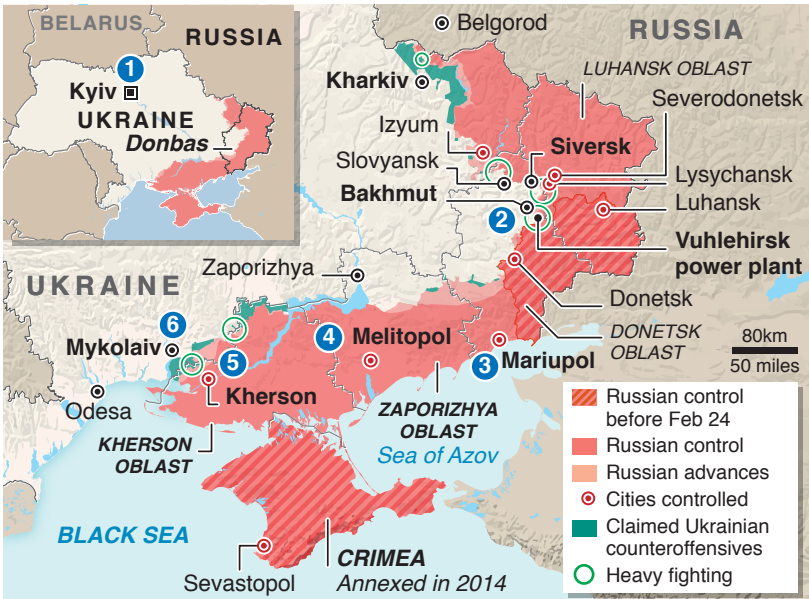 BELARUS
RUSSIA
1
Kyiv
UKRAINE
Donbas
Belgorod
RUSSIA
Kharkiv
LUHANSK OBLAST
Severodonetsk
Izyum
Siversk
Slovyansk
Lysychansk
Bakhmut
Luhansk
2
Vuhlehirsk
power plant
Zaporizhya
UKRAINE
Donetsk
DONETSK
OBLAST
6
4
Melitopol
80km
50 miles
Mykolaiv
5
3
Mariupol
Kherson
Odesa
ZAPORIZHYA
OBLAST
KHERSON
OBLAST
Sea of Azov
BLACK SEA
CRIMEA
Annexed in 2014
Sevastopol
Russian control
before Feb 24
Russian control
Russian advances
Cities controlled
Claimed Ukrainian
counteroffensives
Heavy fighting